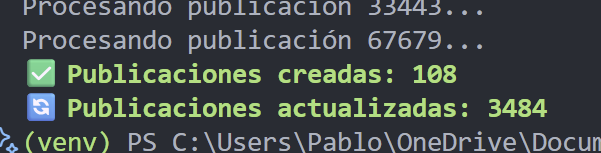 Procesando publicación 33443...
Procesando publicación 67679...
✅ Publicaciones creadas: 108
🔄 Publicaciones actualizadas: 3484
(venv) PS C:\Users\Pablo\OneDrive\Docum